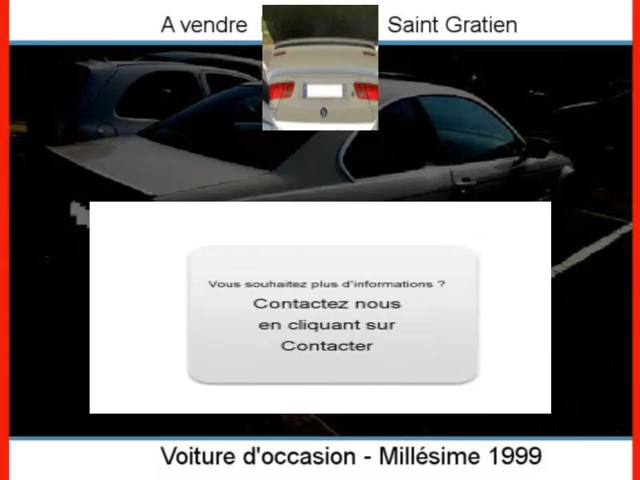 A vendre Saint Gratien
Vous souhaitez plus d'informations ?
Contactez nous
en cliquant sur
Contacter
Voiture d'occasion - Millésime 1999